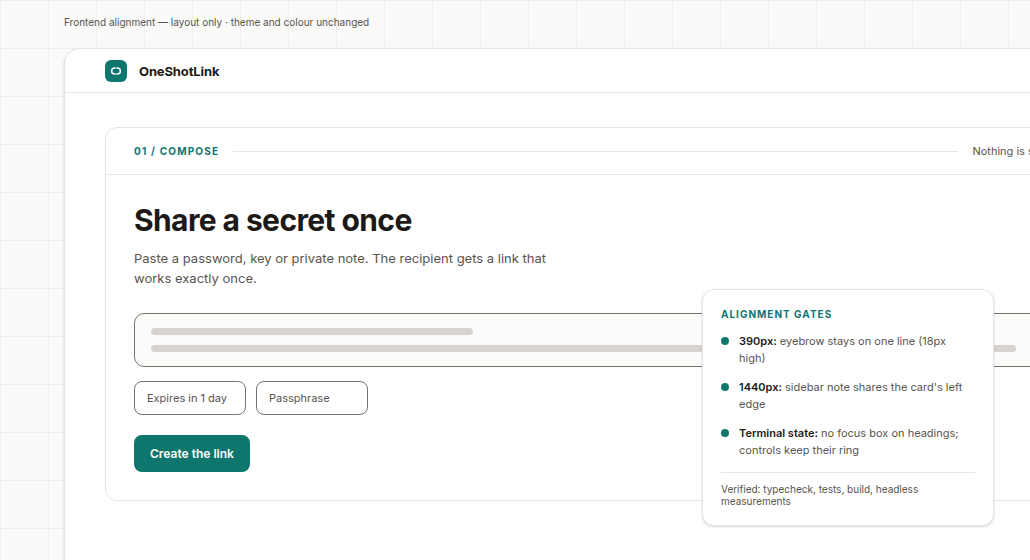 Frontend alignment — layout only · theme and colour unchanged
OneShotLink
01 / COMPOSE
Nothing is
Share a secret once
Paste a password, key or private note. The recipient gets a link that
works exactly once.
ALIGNMENT GATES
390px: eyebrow stays on one line (18px
high)
1440px: sidebar note shares the card's left
edge
Terminal state: no focus box on headings;
controls keep their ring
Verified: typecheck, tests, build, headless
measurements
Expires in 1 day
Passphrase
Create the link